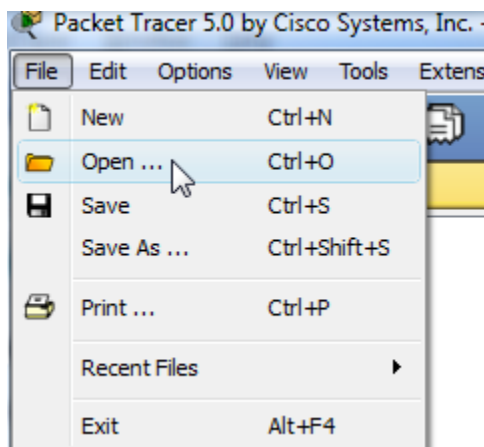 Packet Tracer 5.0 by Cisco Systems, Inc. -
File Edit Options View Tools Extens
New Ctrl+N
Open ... Ctrl+O
Save Ctrl+S
Save As ... Ctrl+Shift+S
Print ... Ctrl+P
Recent Files
Exit Alt+F4